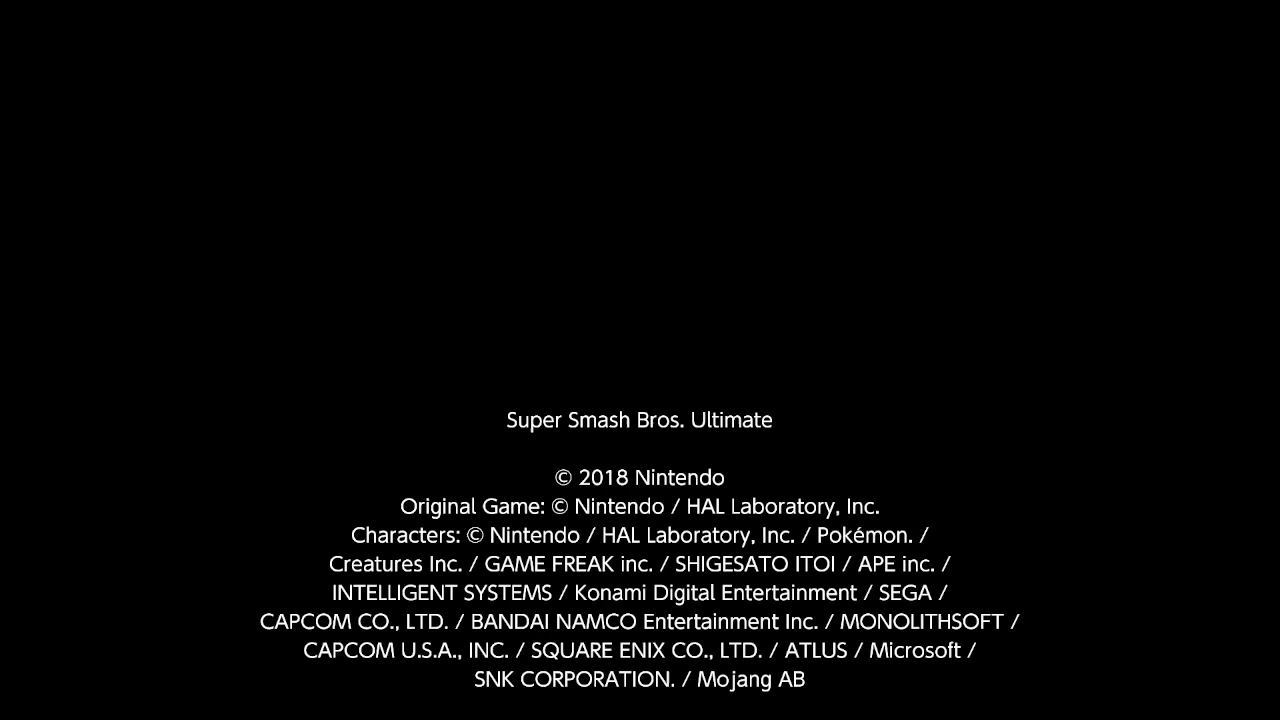 Super Smash Bros. Ultimate
© 2018 Nintendo
Original Game: © Nintendo / HAL Laboratory, Inc.
Characters: © Nintendo / HAL Laboratory, Inc. / Pokémon. /
Creatures Inc. / GAME FREAK inc. / SHIGESATO ITOI / APE inc. /
INTELLIGENT SYSTEMS / Konami Digital Entertainment / SEGA /
CAPCOM CO., LTD. / BANDAI NAMCO Entertainment Inc. / MONOLITHSOFT /
CAPCOM U.S.A., INC. / SQUARE ENIX CO., LTD. / ATLUS / Microsoft /
SNK CORPORATION. / Mojang AB